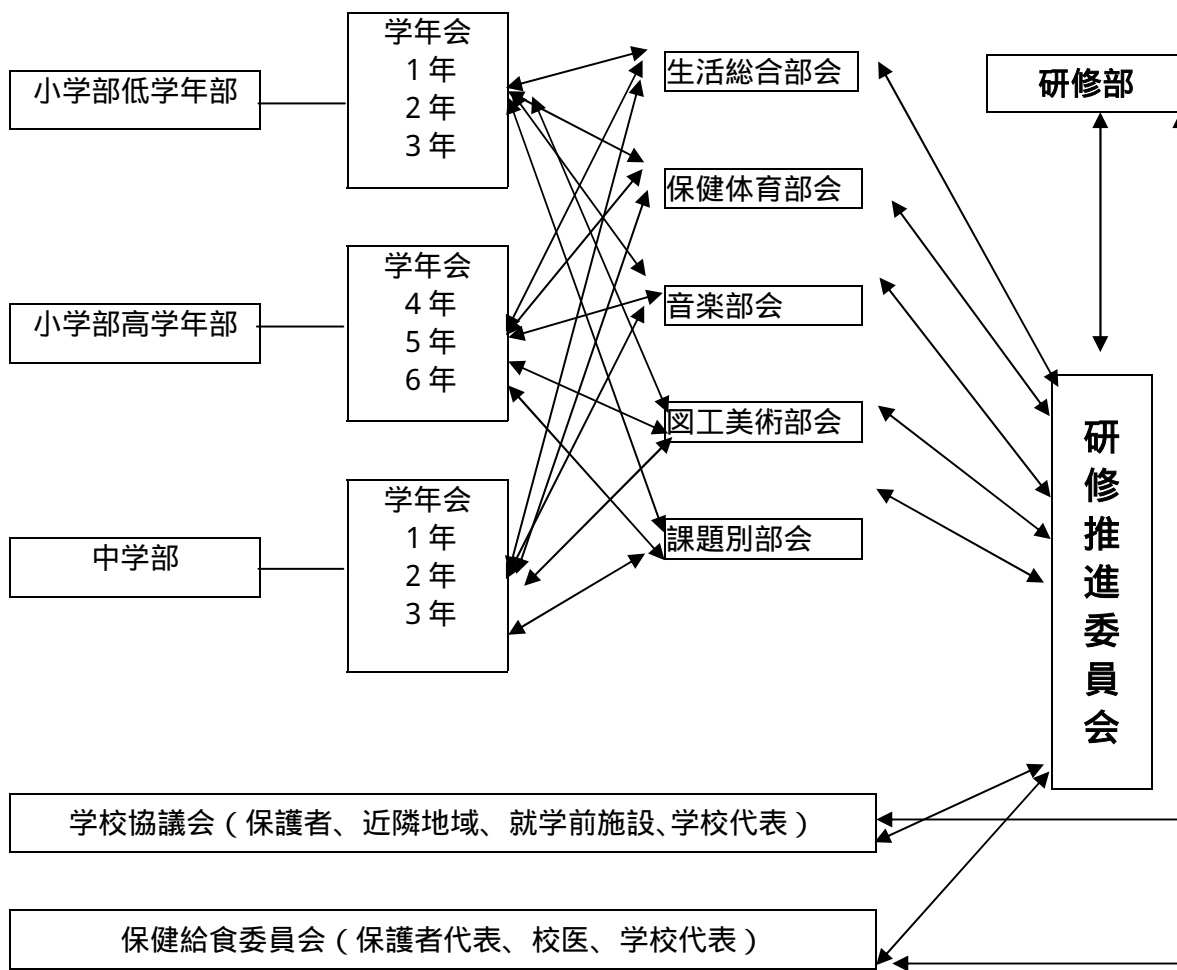 小学部低学年部
学年会
1年
2年
3年
小学部高学年部
学年会
4年
5年
6年
中学部
学年会
1年
2年
3年
生活総合部会
保健体育部会
音楽部会
図工美術部会
課題別部会
研修部
研修推進委員会
学校協議会（保護者、近隣地域、就学前施設、学校代表）
保健給食委員会（保護者代表、校医、学校代表）